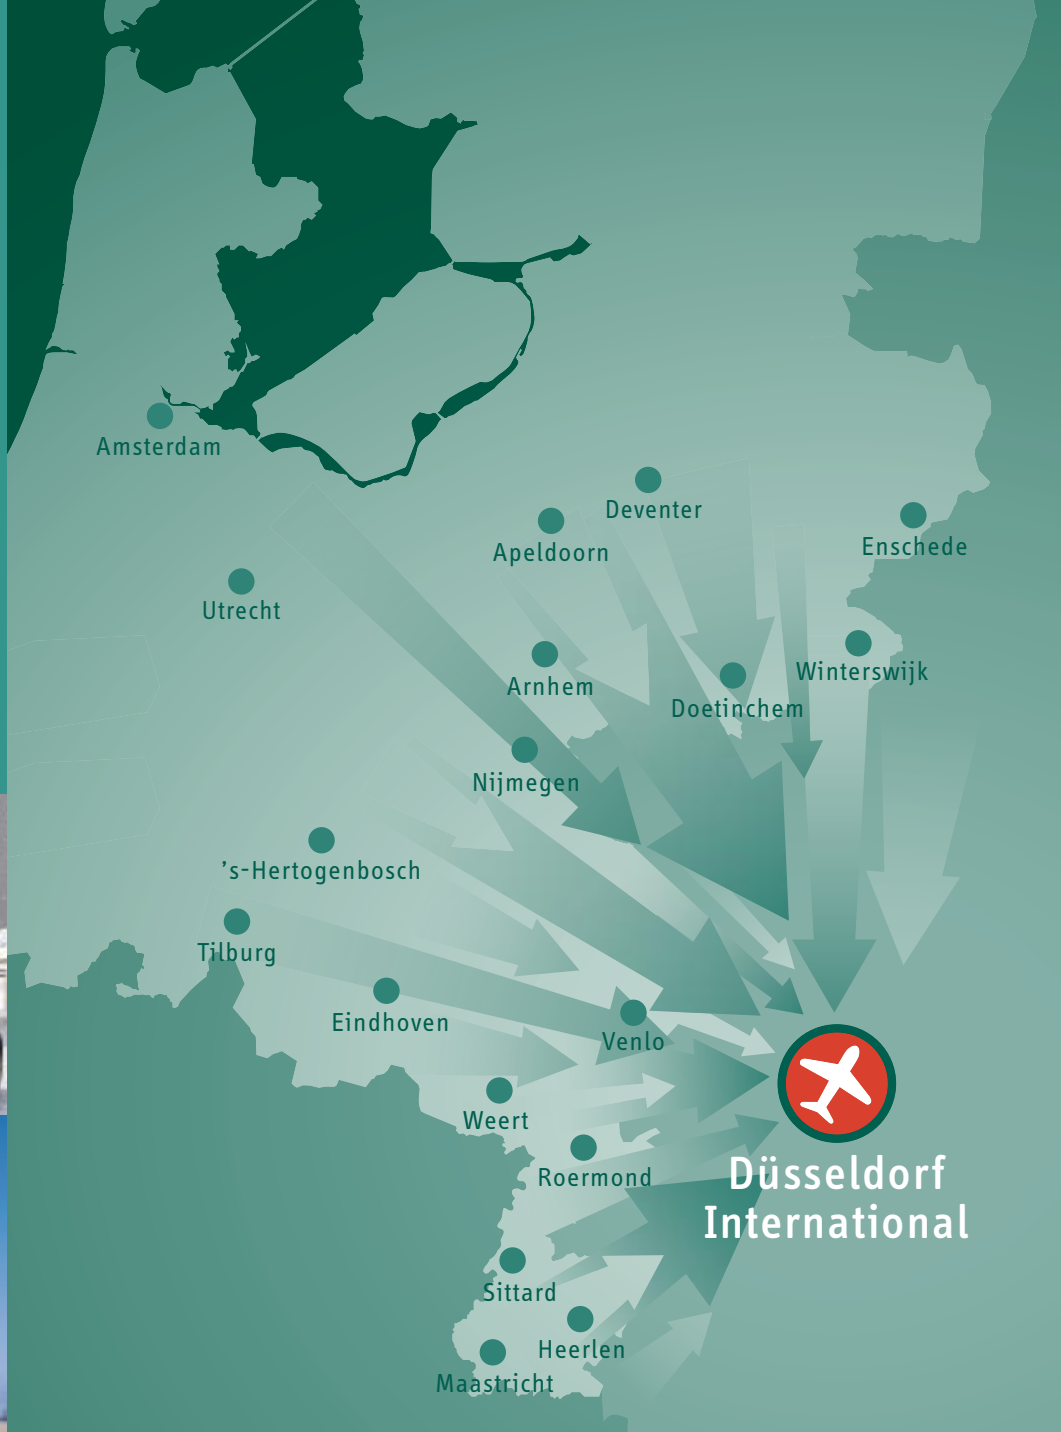 Amsterdam
Deventer
Apeldoorn
Enschede
Utrecht
Winterswijk
Arnhem
Doetinchem
Nijmegen
’s-Hertogenbosch
Tilburg
Eindhoven
Venlo
Weert
Roermond
Düsseldorf
International
Sittard
Heerlen
Maastricht